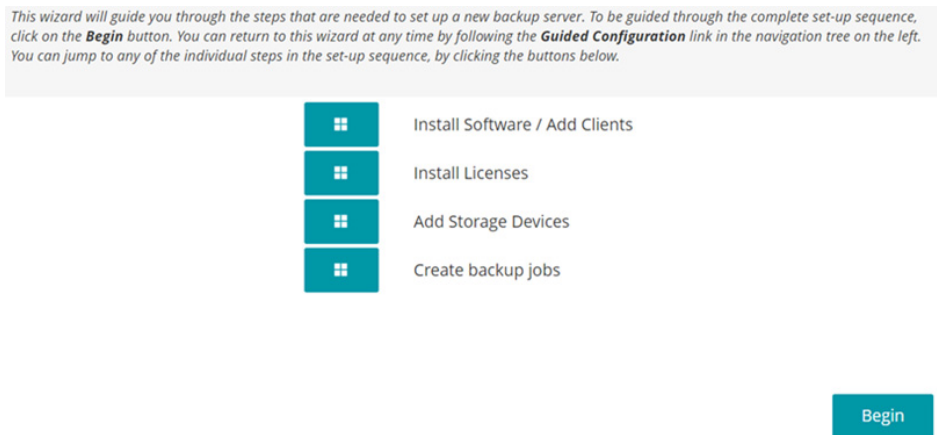 This wizard will guide you through the steps that are needed to set up a new backup server. To be guided through the complete set-up sequence,
click on the Begin button. You can return to this wizard at any time by following the Guided Configuration link in the navigation tree on the left.
You can jump to any of the individual steps in the set-up sequence, by clicking the buttons below.
Install Software / Add Clients
Install Licenses
Add Storage Devices
Create backup jobs
Begin